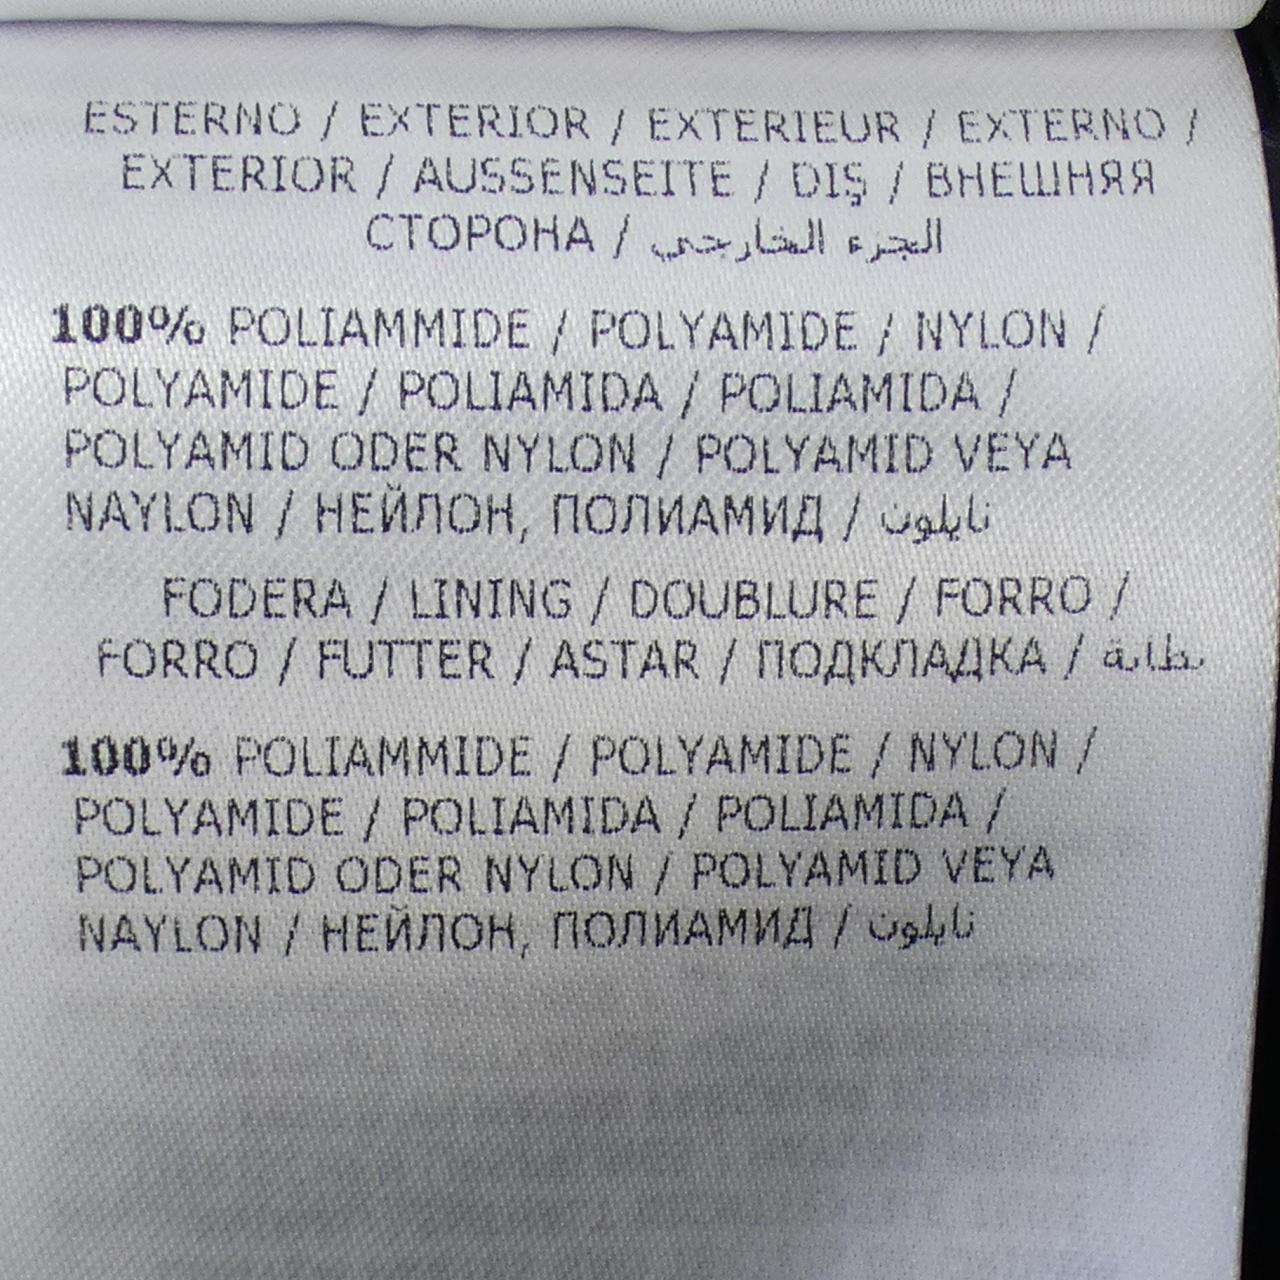 ESTERNO / EXTERIOR / EXTERIEUR / EXTERNO /
EXTERIOR / AUSSENSEITE / DIŞ / ВНЕШНЯЯ
СТОРОНА / الجزء الخارجي
100% POLIAMMIDE / POLYAMIDE / NYLON /
POLYAMIDE / POLIAMIDA / POLIAMIDA /
POLYAMID ODER NYLON / POLYAMID VEYA
NAYLON / НЕЙЛОН, ПОЛИАМИД / نايلون
FODERA / LINING / DOUBLURE / FORRO /
FORRO / FUTTER / ASTAR / ПОДКЛАДКА / بطانة
100% POLIAMMIDE / POLYAMIDE / NYLON /
POLYAMIDE / POLIAMIDA / POLIAMIDA /
POLYAMID ODER NYLON / POLYAMID VEYA
NAYLON / НЕЙЛОН, ПОЛИАМИД / نايلون